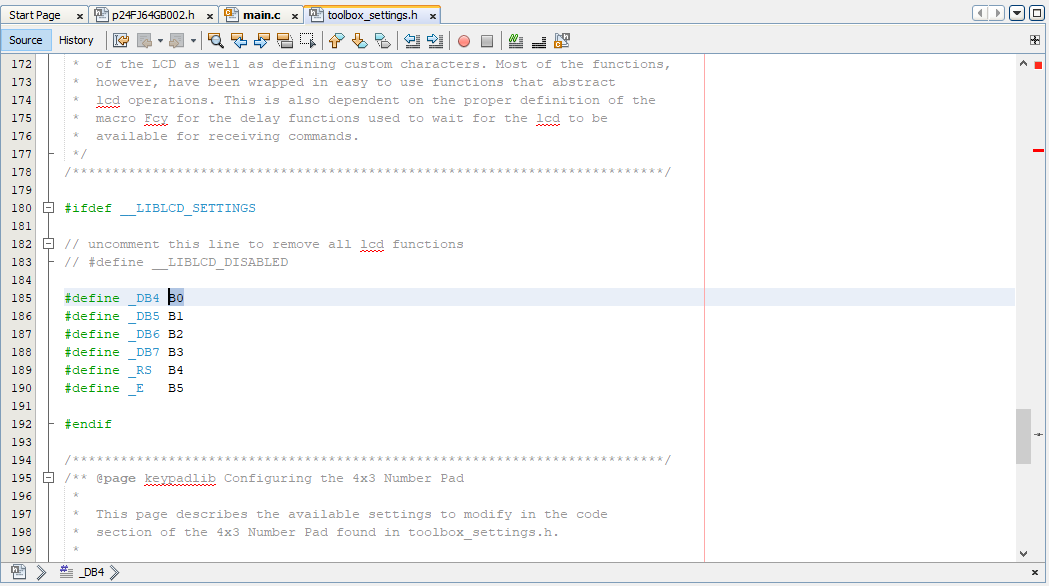 Start Page x p24FJ64GB002.h x main.c x toolbox_settings.h x
Source History
172 * of the LCD as well as defining custom characters. Most of the functions,
173 * however, have been wrapped in easy to use functions that abstract
174 * lcd operations. This is also dependent on the proper definition of the
175 * macro Fcy for the delay functions used to wait for the lcd to be
176 * available for receiving commands.
177 */
178 /**************************************************************************/
179
180 #ifdef __LIBLCD_SETTINGS
181
182 // uncomment this line to remove all lcd functions
183 // #define __LIBLCD_DISABLED
184
185 #define _DB4 B0
186 #define _DB5 B1
187 #define _DB6 B2
188 #define _DB7 B3
189 #define _RS B4
190 #define _E B5
191
192 #endif
193
194 /**************************************************************************/
195 /** @page keypadlib Configuring the 4x3 Number Pad
196 *
197 * This page describes the available settings to modify in the code
198 * section of the 4x3 Number Pad found in toolbox_settings.h.
199 *
_DB4